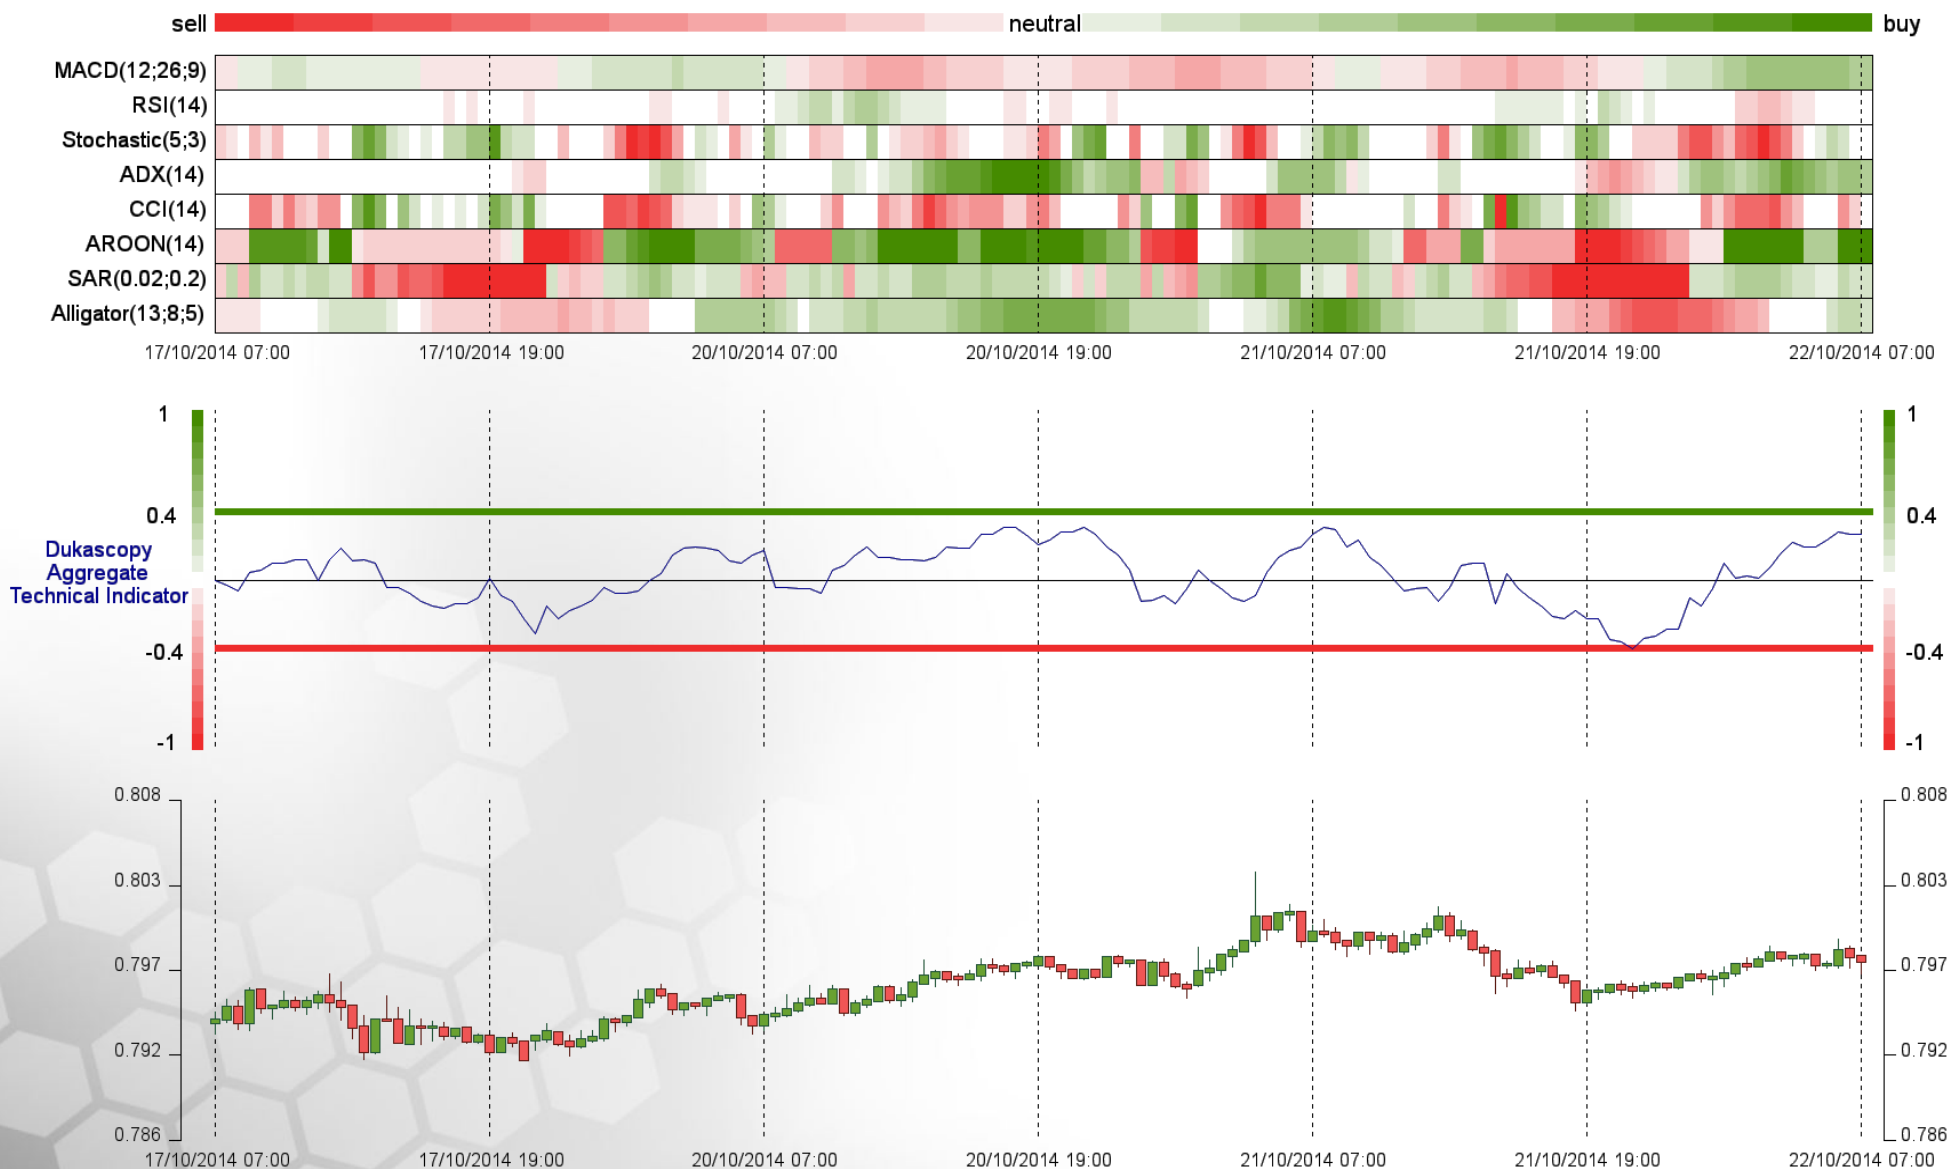 sell neutral buy
MACD(12;26;9)
RSI(14)
Stochastic(5;3)
ADX(14)
CCI(14)
AROON(14)
SAR(0.02;0.2)
Alligator(13;8;5)
17/10/2014 07:00 17/10/2014 19:00 20/10/2014 07:00 20/10/2014 19:00 21/10/2014 07:00 21/10/2014 19:00 22/10/2014 07:00
1 1
0.4 0.4
Dukascopy
Aggregate
Technical Indicator
-0.4 -0.4
-1 -1
0.808 0.808
0.803 0.803
0.797 0.797
0.792 0.792
0.786 0.786
17/10/2014 07:00 17/10/2014 19:00 20/10/2014 07:00 20/10/2014 19:00 21/10/2014 07:00 21/10/2014 19:00 22/10/2014 07:00